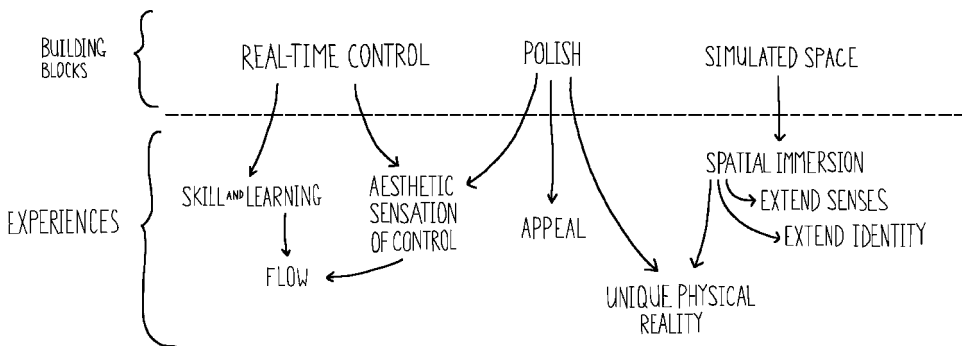 BUILDING
BLOCKS
REAL-TIME CONTROL
POLISH
SIMULATED SPACE
EXPERIENCES
SKILL AND LEARNING
FLOW
AESTHETIC
SENSATION
OF CONTROL
APPEAL
SPATIAL IMMERSION
EXTEND SENSES
EXTEND IDENTITY
UNIQUE PHYSICAL
REALITY